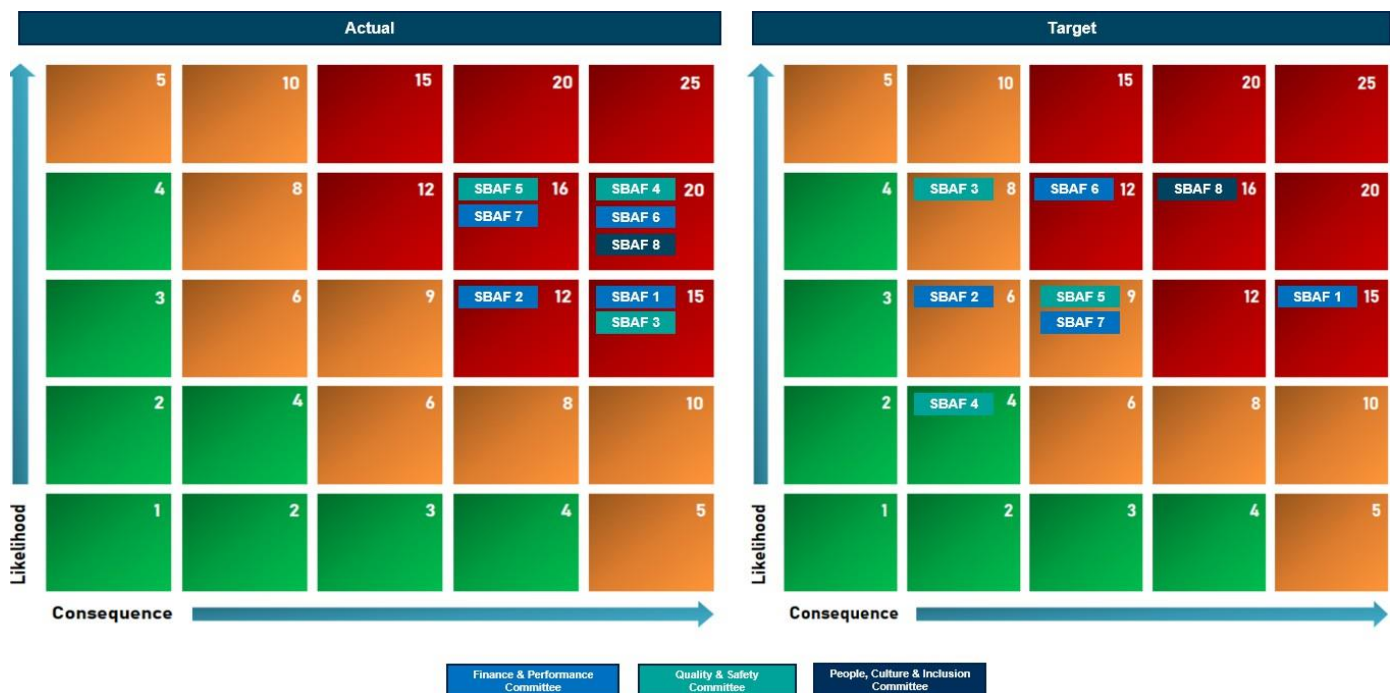 Actual
Target
5 10 15 20 25
5 10 15 20 25
4 8 12 SBAF 5 16 SBAF 4 20
SBAF 7 SBAF 6
SBAF 8
4 SBAF 3 8 SBAF 6 12 SBAF 8 16 20
3 6 9 SBAF 2 12 SBAF 1 15
SBAF 3
3 SBAF 2 6 SBAF 5 9 12 SBAF 1 15
SBAF 7
2 4 6 8 10
2 SBAF 4 4 6 8 10
1 2 3 4 5
1 2 3 4 5
Likelihood
Likelihood
Consequence
Consequence
Finance & Performance
Committee
Quality & Safety
Committee
People, Culture & Inclusion
Committee